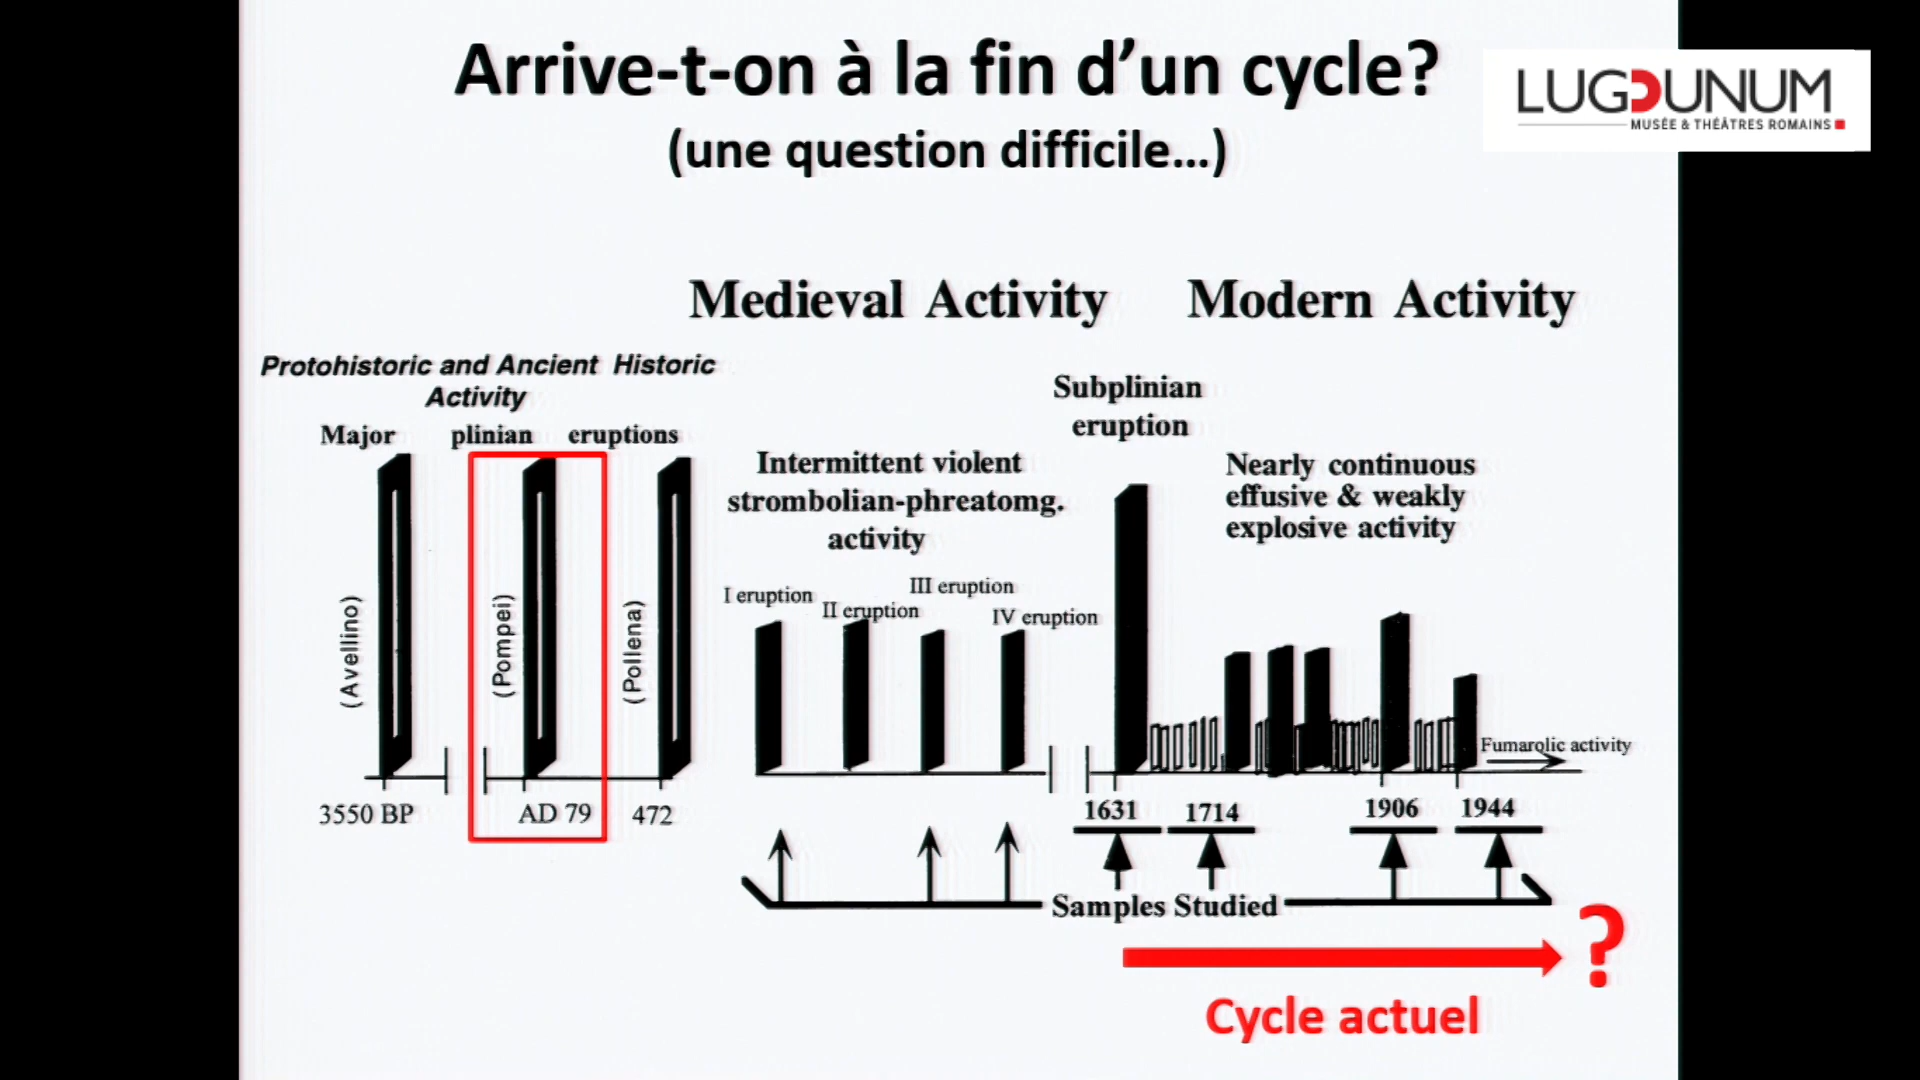 Arrive-t-on à la fin d’un cycle?
(une question difficile...)
LUGDUNUM
MUSÉE & THÉÂTRES ROMAINS
Medieval Activity
Modern Activity
Protohistoric and Ancient Historic
Activity
Major plinian eruptions
(Avellino)
(Pompei)
(Pollena)
3550 BP
AD 79
472
Intermittent violent
strombolian-phreatomg.
activity
I eruption
II eruption
III eruption
IV eruption
Subplinian
eruption
Nearly continuous
effusive & weakly
explosive activity
Fumarolic activity
1631
1714
1906
1944
Samples Studied
?
Cycle actuel